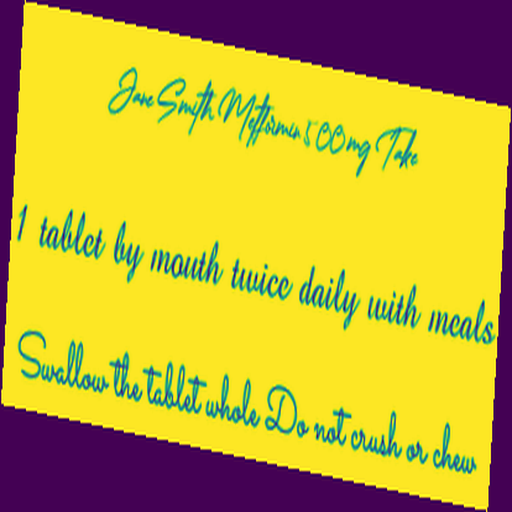 Jane Smith Metformin 500mg Take
1 tablet by mouth twice daily with meals
Swallow the tablet whole Do not crush or chew